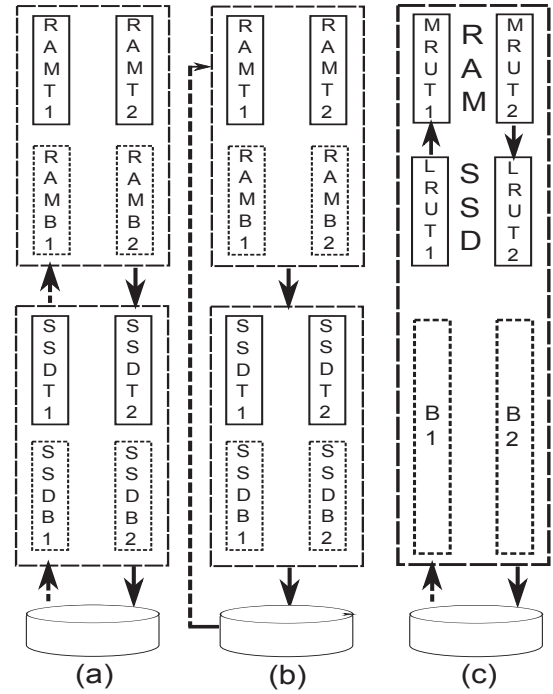 RAMT1
RAMT2
RAMB1
RAMB2
SSDT1
SSDT2
SSDB1
SSDB2
(a)
RAMT1
RAMT2
RAMB1
RAMB2
SSDT1
SSDT2
SSDB1
SSDB2
(b)
MRUT1
RAM
MRUT2
LRUT1
SSD
LRUT2
B1
B2
(c)